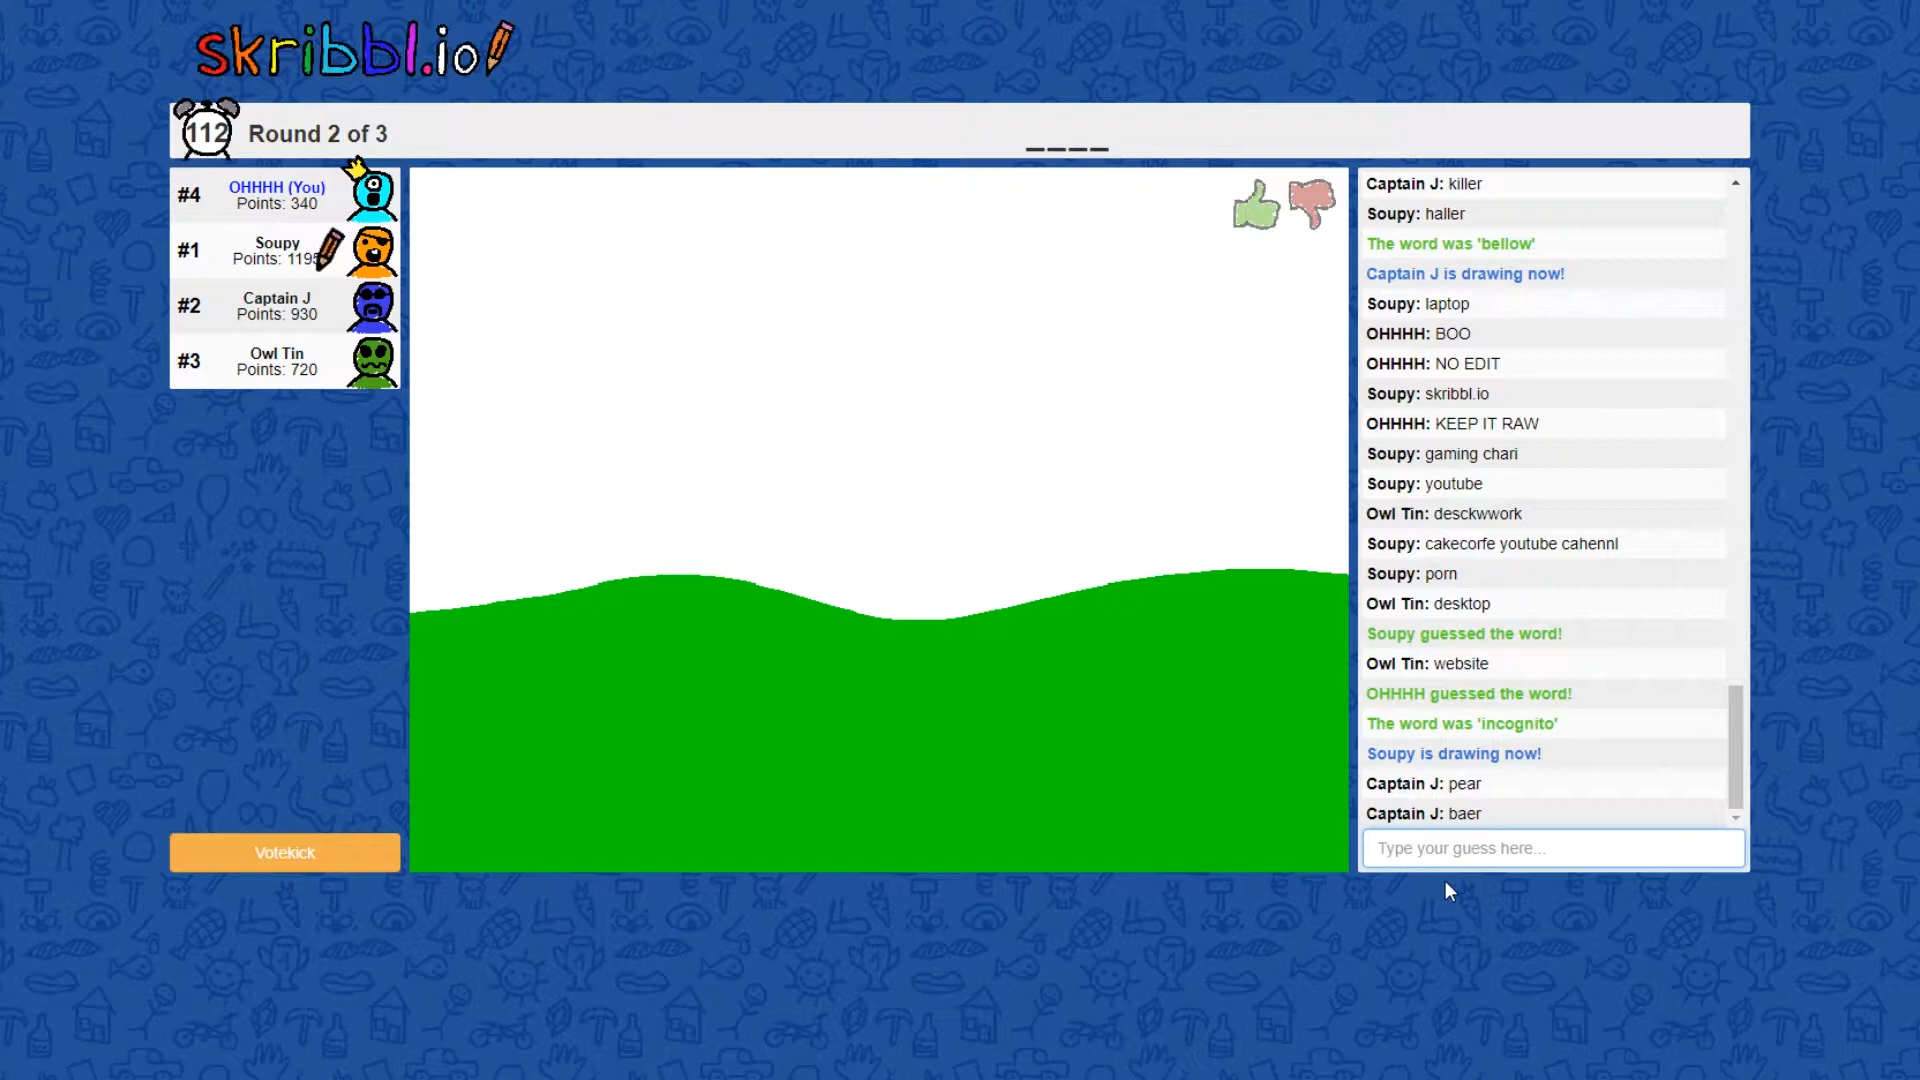 skribbl.io
112
Round 2 of 3
____
#4
OHHHH (You)
Points: 340
#1
Soupy
Points: 1195
#2
Captain J
Points: 930
#3
Owl Tin
Points: 720
Votekick
Captain J: killer
Soupy: haller
The word was 'bellow'
Captain J is drawing now!
Soupy: laptop
OHHHH: BOO
OHHHH: NO EDIT
Soupy: skribbl.io
OHHHH: KEEP IT RAW
Soupy: gaming chari
Soupy: youtube
Owl Tin: desckwwork
Soupy: cakecorfe youtube cahennl
Soupy: porn
Owl Tin: desktop
Soupy guessed the word!
Owl Tin: website
OHHHH guessed the word!
The word was 'incognito'
Soupy is drawing now!
Captain J: pear
Captain J: baer
Type your guess here...